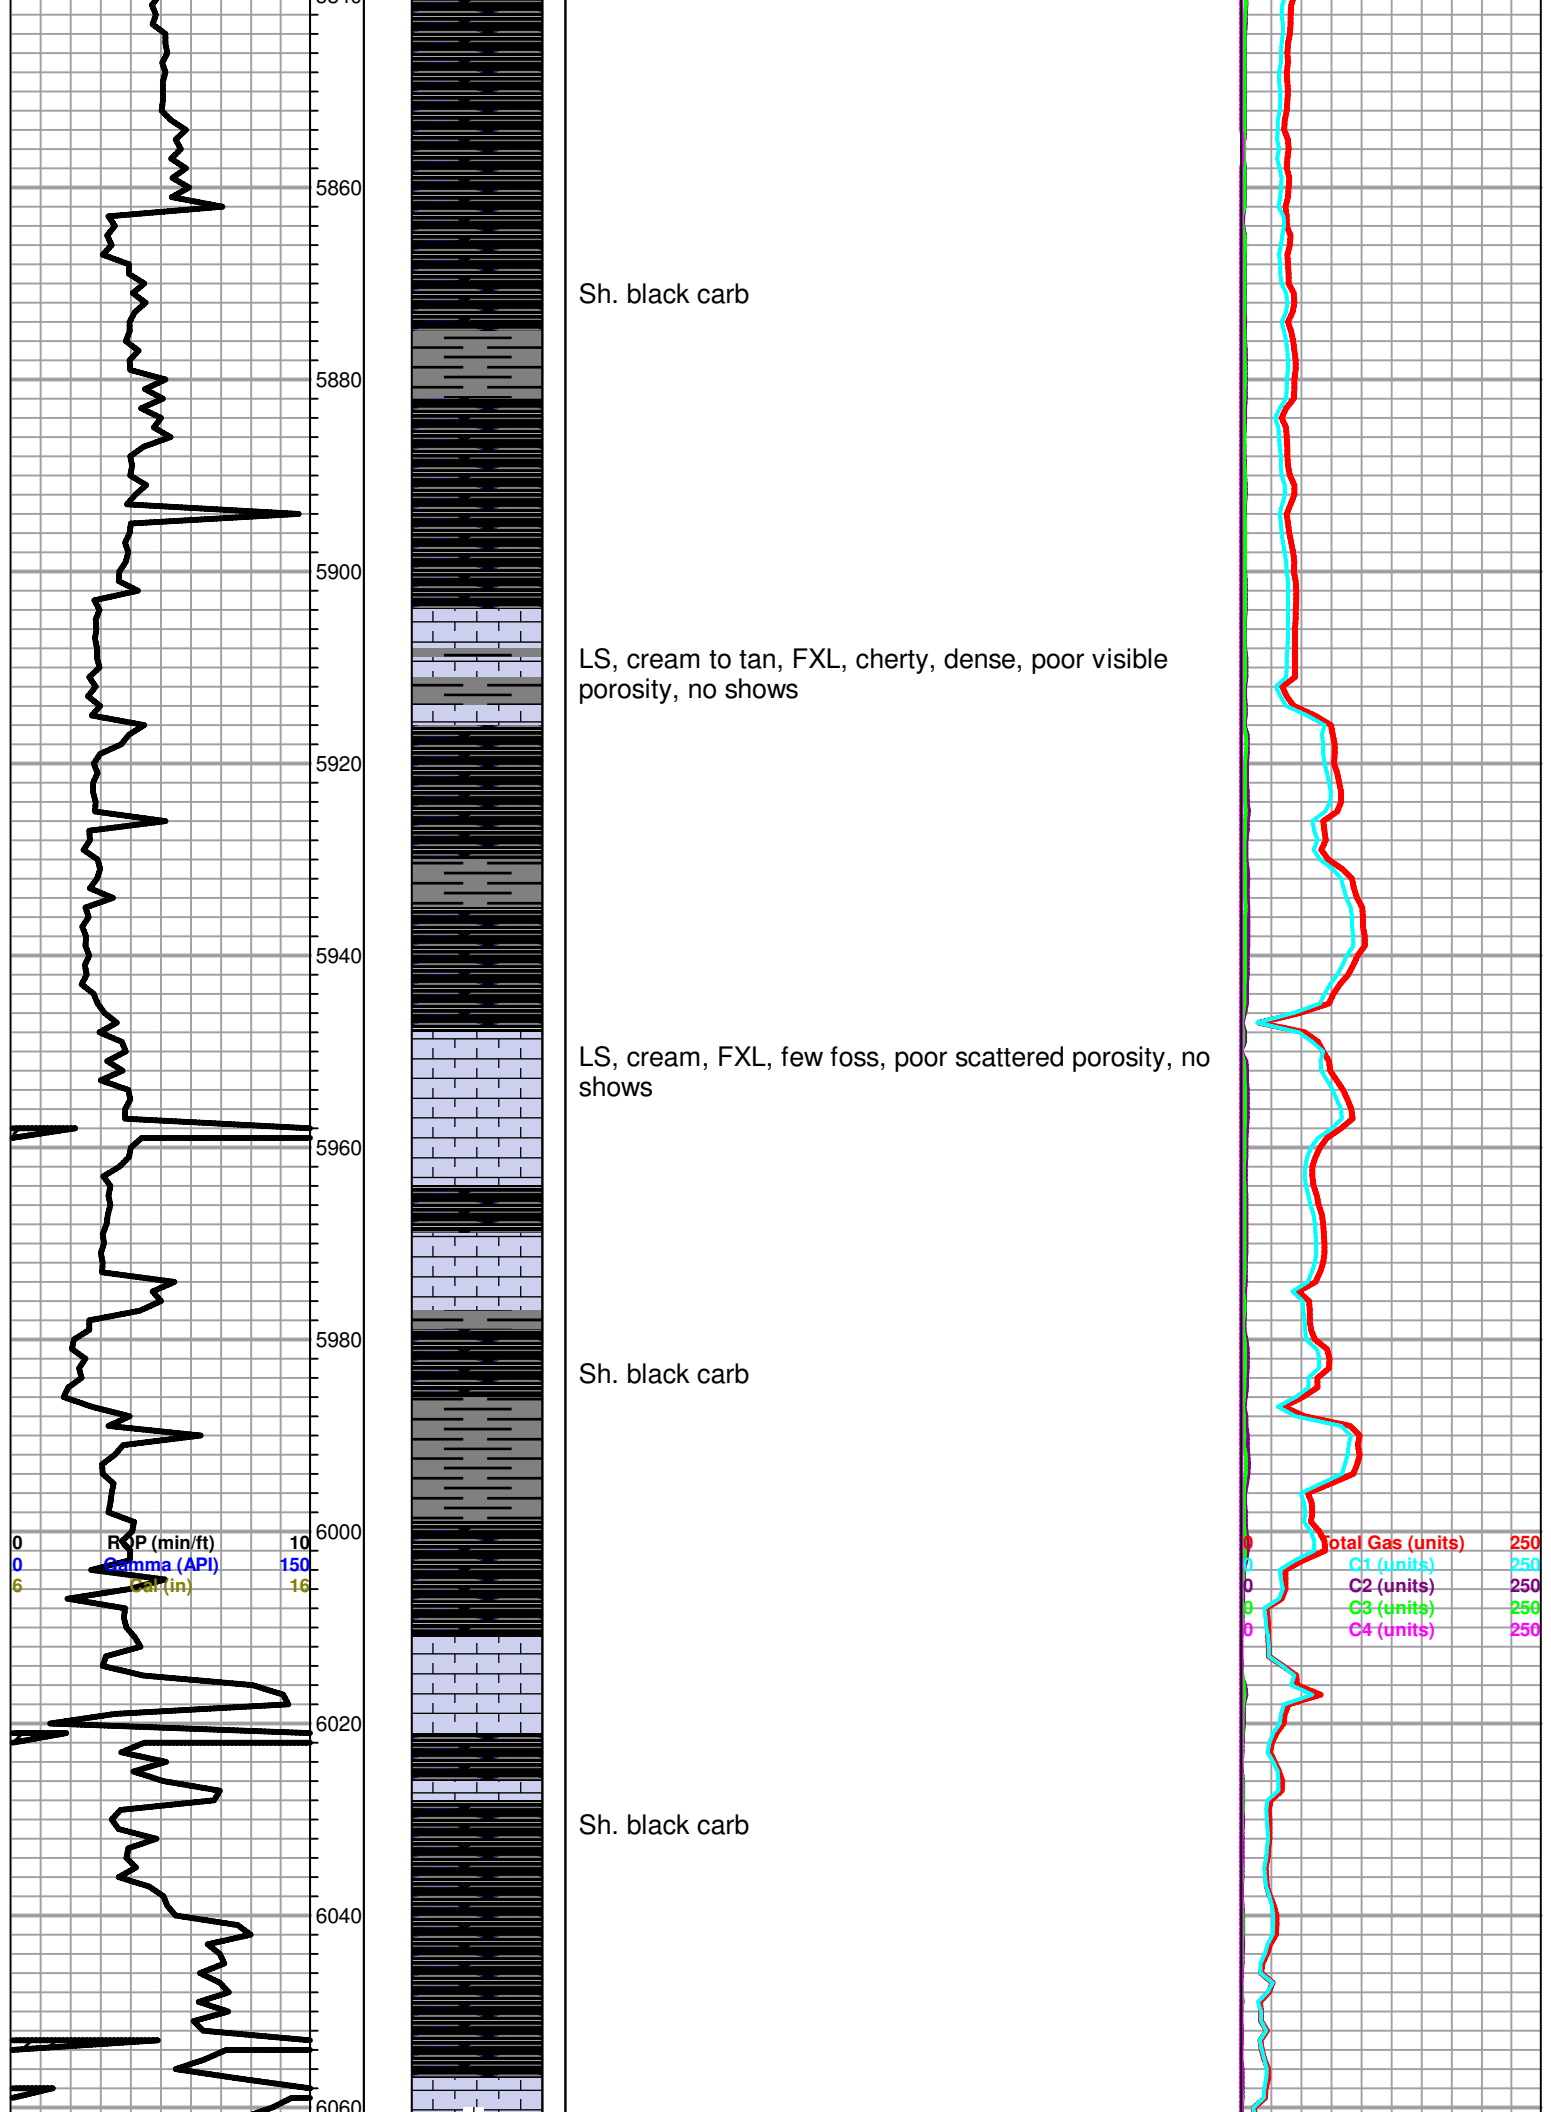 5860
Sh. black carb
5880
5900
LS, cream to tan, FXL, cherty, dense, poor visible
porosity, no shows
5920
5940
LS, cream, FXL, few foss, poor scattered porosity, no
shows
5960
5980
Sh. black carb
6000
0 ROP (min/ft) 10
0 Gamma (API) 150
6 Cal (in) 16
0 Total Gas (units) 250
0 C1 (units) 250
0 C2 (units) 250
0 C3 (units) 250
0 C4 (units) 250
6020
Sh. black carb
6040
6060